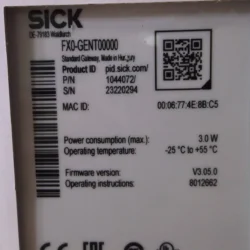 SICK
DE-79183 Waldkirch
FX0-GENT00000
Standard Gateway, Made in Hungary
Product ID pid.sick.com/
P/N 1044072/
S/N 23220294
MAC ID: 00:06:77:4E:8B:C5
Power consumption (max.): 3.0 W
Operating temperature: -25 °C to +55 °C
Firmware version: V3.05.0
Operating instructions: 8012662
CE EAC